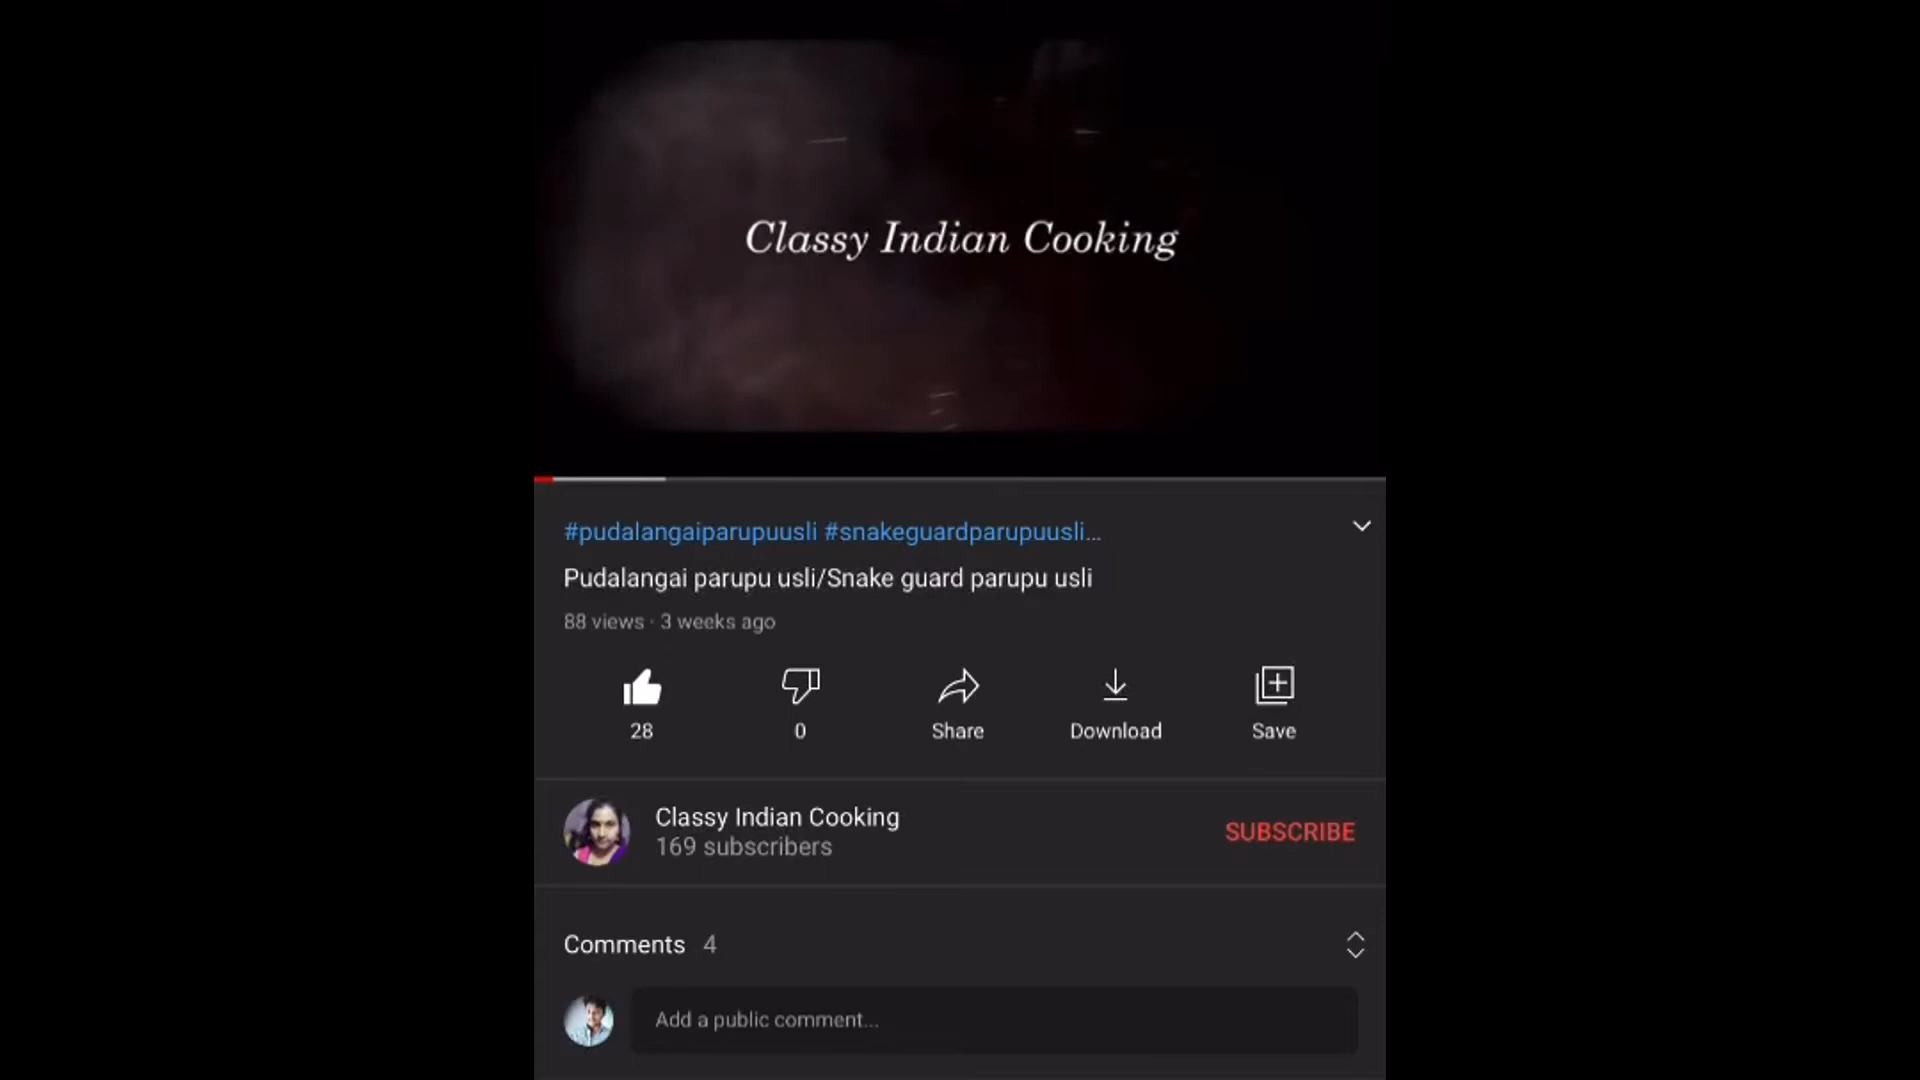 Classy Indian Cooking
#pudalangaiparupuusli #snakeguardparupuusli...
Pudalangai parupu usli/Snake guard parupu usli
88 views · 3 weeks ago
28
0
Share
Download
Save
Classy Indian Cooking
169 subscribers
SUBSCRIBE
Comments 4
Add a public comment...